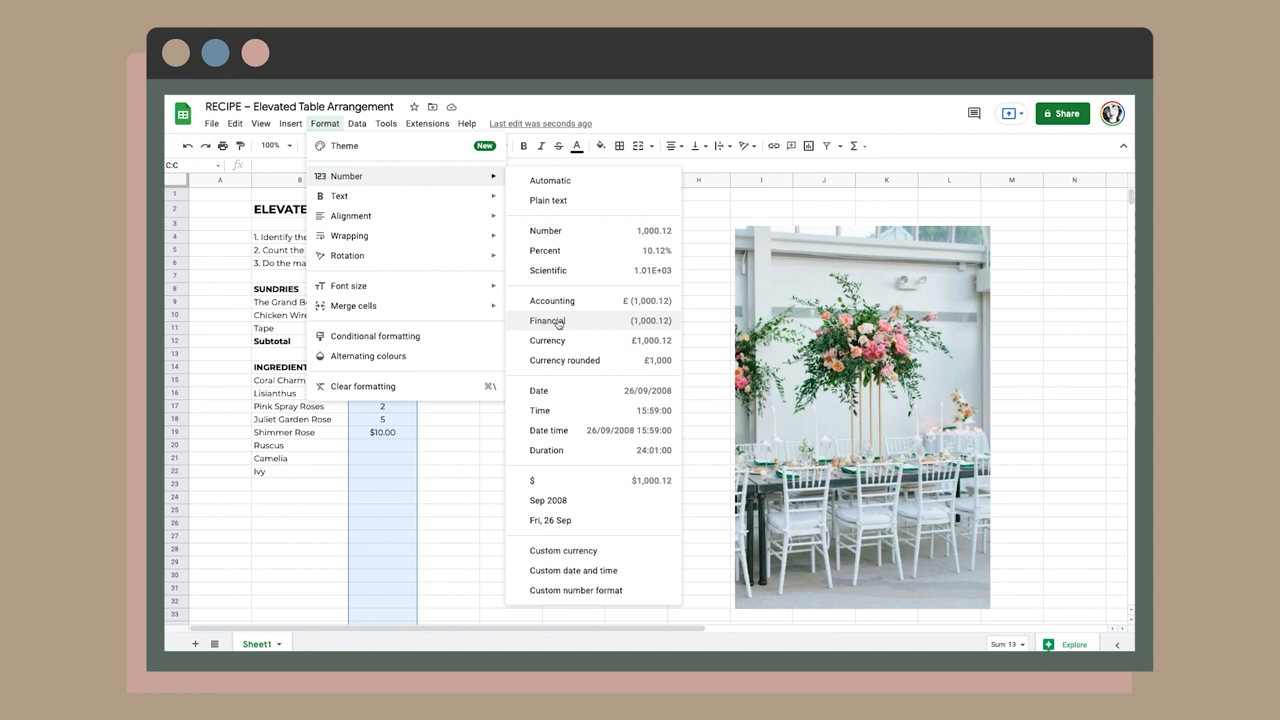 RECIPE – Elevated Table Arrangement
File Edit View Insert Format Data Tools Extensions Help Last edit was seconds ago
Share
100%
B I S A
Σ
C:C
fx
A B H I J K L M N
1
2 ELEVATE
3
4 1. Identify the
5 2. Count the
6 3. Do the ma
7
8 SUNDRIES
9 The Grand B
10 Chicken Wire
11 Tape
12 Subtotal
13
14 INGREDIENT
15 Coral Charm
16 Lisianthus
17 Pink Spray Roses 2
18 Juliet Garden Rose 5
19 Shimmer Rose $10.00
20 Ruscus
21 Camelia
22 Ivy
23
24
25
26
27
28
29
30
31
32
33
Theme New
123 Number
B Text
Alignment
Wrapping
Rotation
Font size
Merge cells
Conditional formatting
Alternating colours
Clear formatting ⌘\
Automatic
Plain text
Number 1,000.12
Percent 10.12%
Scientific 1.01E+03
Accounting £ (1,000.12)
Financial (1,000.12)
Currency £1,000.12
Currency rounded £1,000
Date 26/09/2008
Time 15:59:00
Date time 26/09/2008 15:59:00
Duration 24:01:00
$ $1,000.12
Sep 2008
Fri, 26 Sep
Custom currency
Custom date and time
Custom number format
Sheet1
Sum: 13
Explore